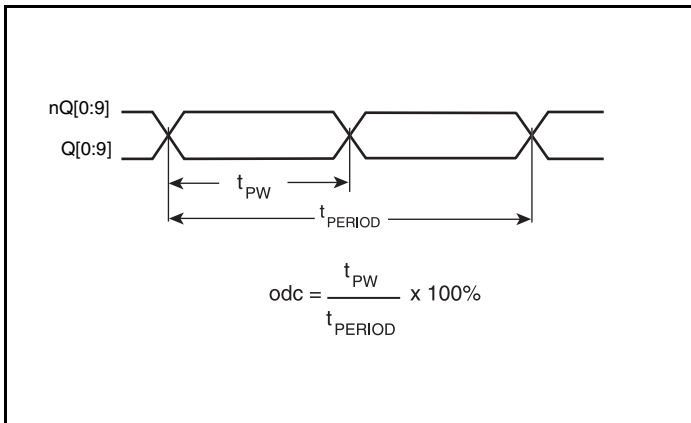 nQ[0:9]
Q[0:9]
tPW
tPERIOD
odc = tPW / tPERIOD x 100%